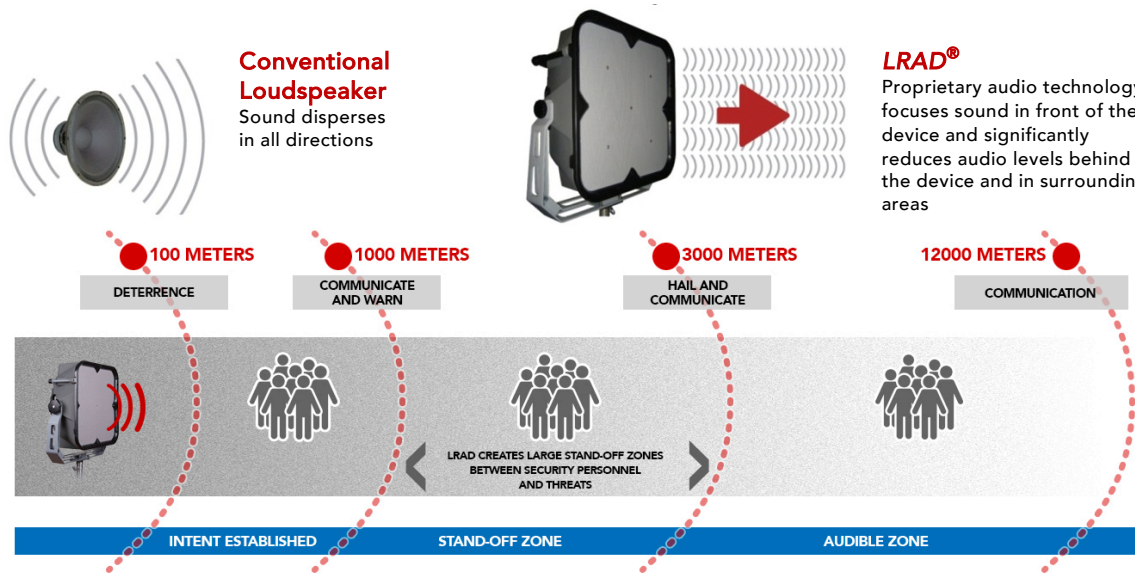 Conventional
Loudspeaker
Sound disperses
in all directions
LRAD®
Proprietary audio technology
focuses sound in front of the
device and significantly
reduces audio levels behind
the device and in surroundin
areas
100 METERS
1000 METERS
3000 METERS
12000 METERS
DETERRENCE
COMMUNICATE
AND WARN
HAIL AND
COMMUNICATE
COMMUNICATION
LRAD CREATES LARGE STAND-OFF ZONES
BETWEEN SECURITY PERSONNEL
AND THREATS
INTENT ESTABLISHED
STAND-OFF ZONE
AUDIBLE ZONE